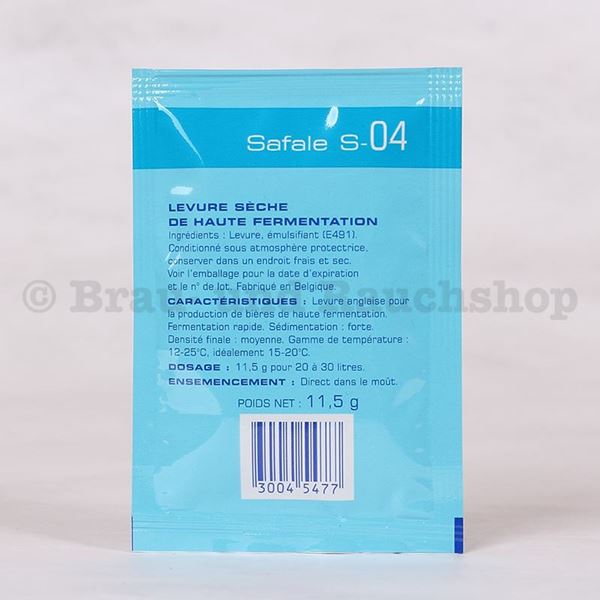 Safale S-04
LEVURE SÈCHE
DE HAUTE FERMENTATION
Ingrédients : Levure, émulsifiant (E491).
Conditionné sous atmosphère protectrice,
conserver dans un endroit frais et sec.
Voir l'emballage pour la date d'expiration
et le n° de lot. Fabriqué en Belgique.
© Brau Rauchshop
CARACTÉRISTIQUES : Levure anglaise pour
la production de bières de haute fermentation.
Fermentation rapide. Sédimentation : forte.
Densité finale : moyenne. Gamme de température :
12-25°C, idéalement 15-20°C.
DOSAGE : 11,5 g pour 20 à 30 litres.
ENSEMENCEMENT : Direct dans le moût.
POIDS NET : 11,5 g
3004 5477